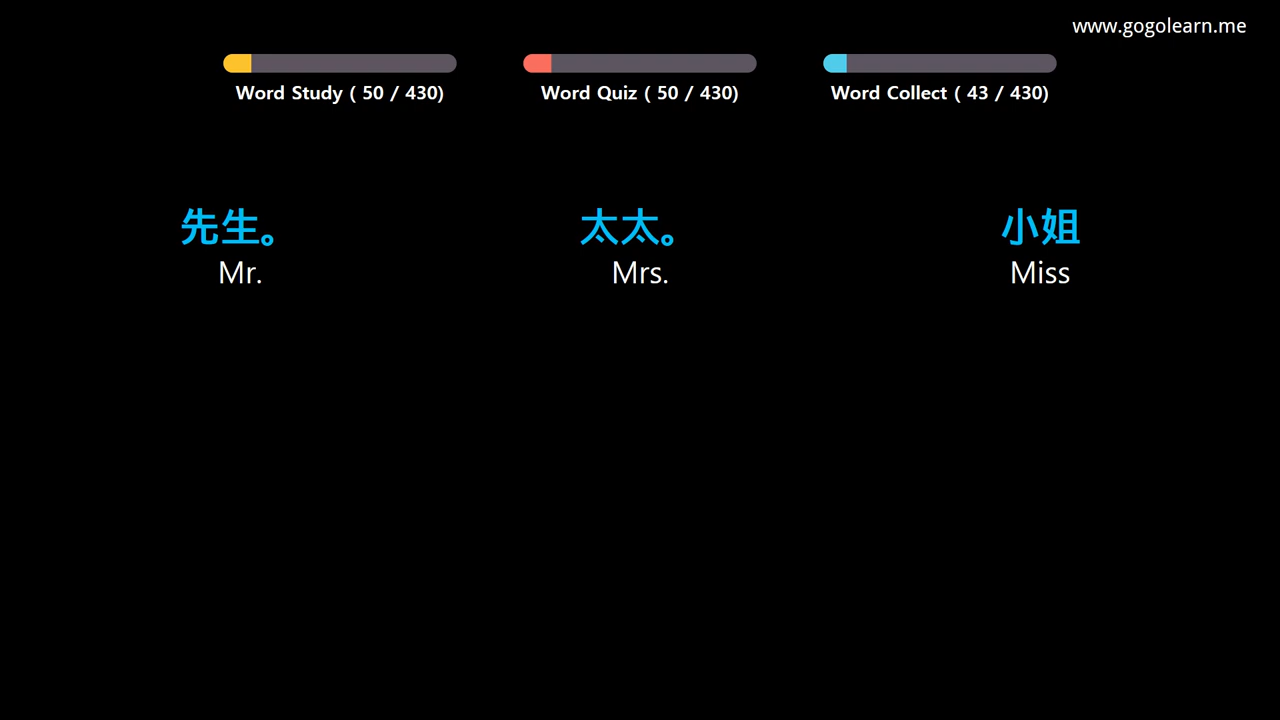 www.gogolearn.me
Word Study ( 50 / 430)
Word Quiz ( 50 / 430)
Word Collect ( 43 / 430)
先生。
Mr.
太太。
Mrs.
小姐
Miss